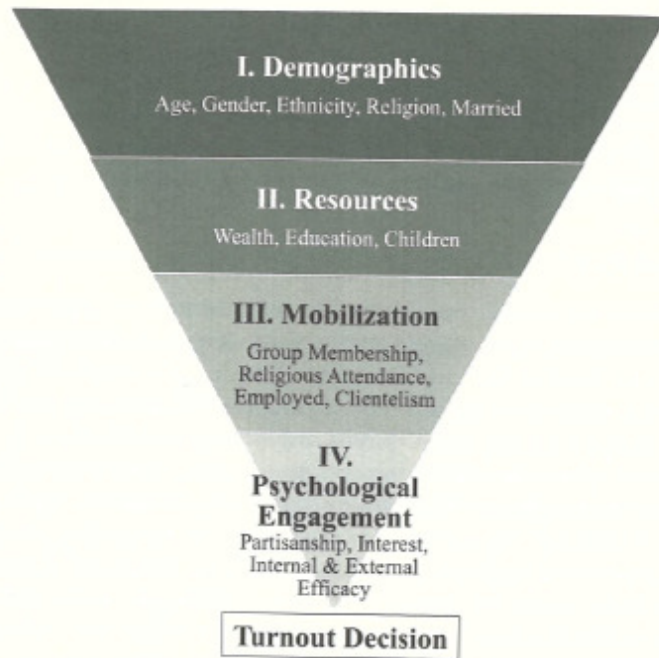 I. Demographics
Age, Gender, Ethnicity, Religion, Married
II. Resources
Wealth, Education, Children
III. Mobilization
Group Membership,
Religious Attendance,
Employed, Clientelism
IV.
Psychological
Engagement
Partisanship, Interest,
Internal & External
Efficacy
Turnout Decision